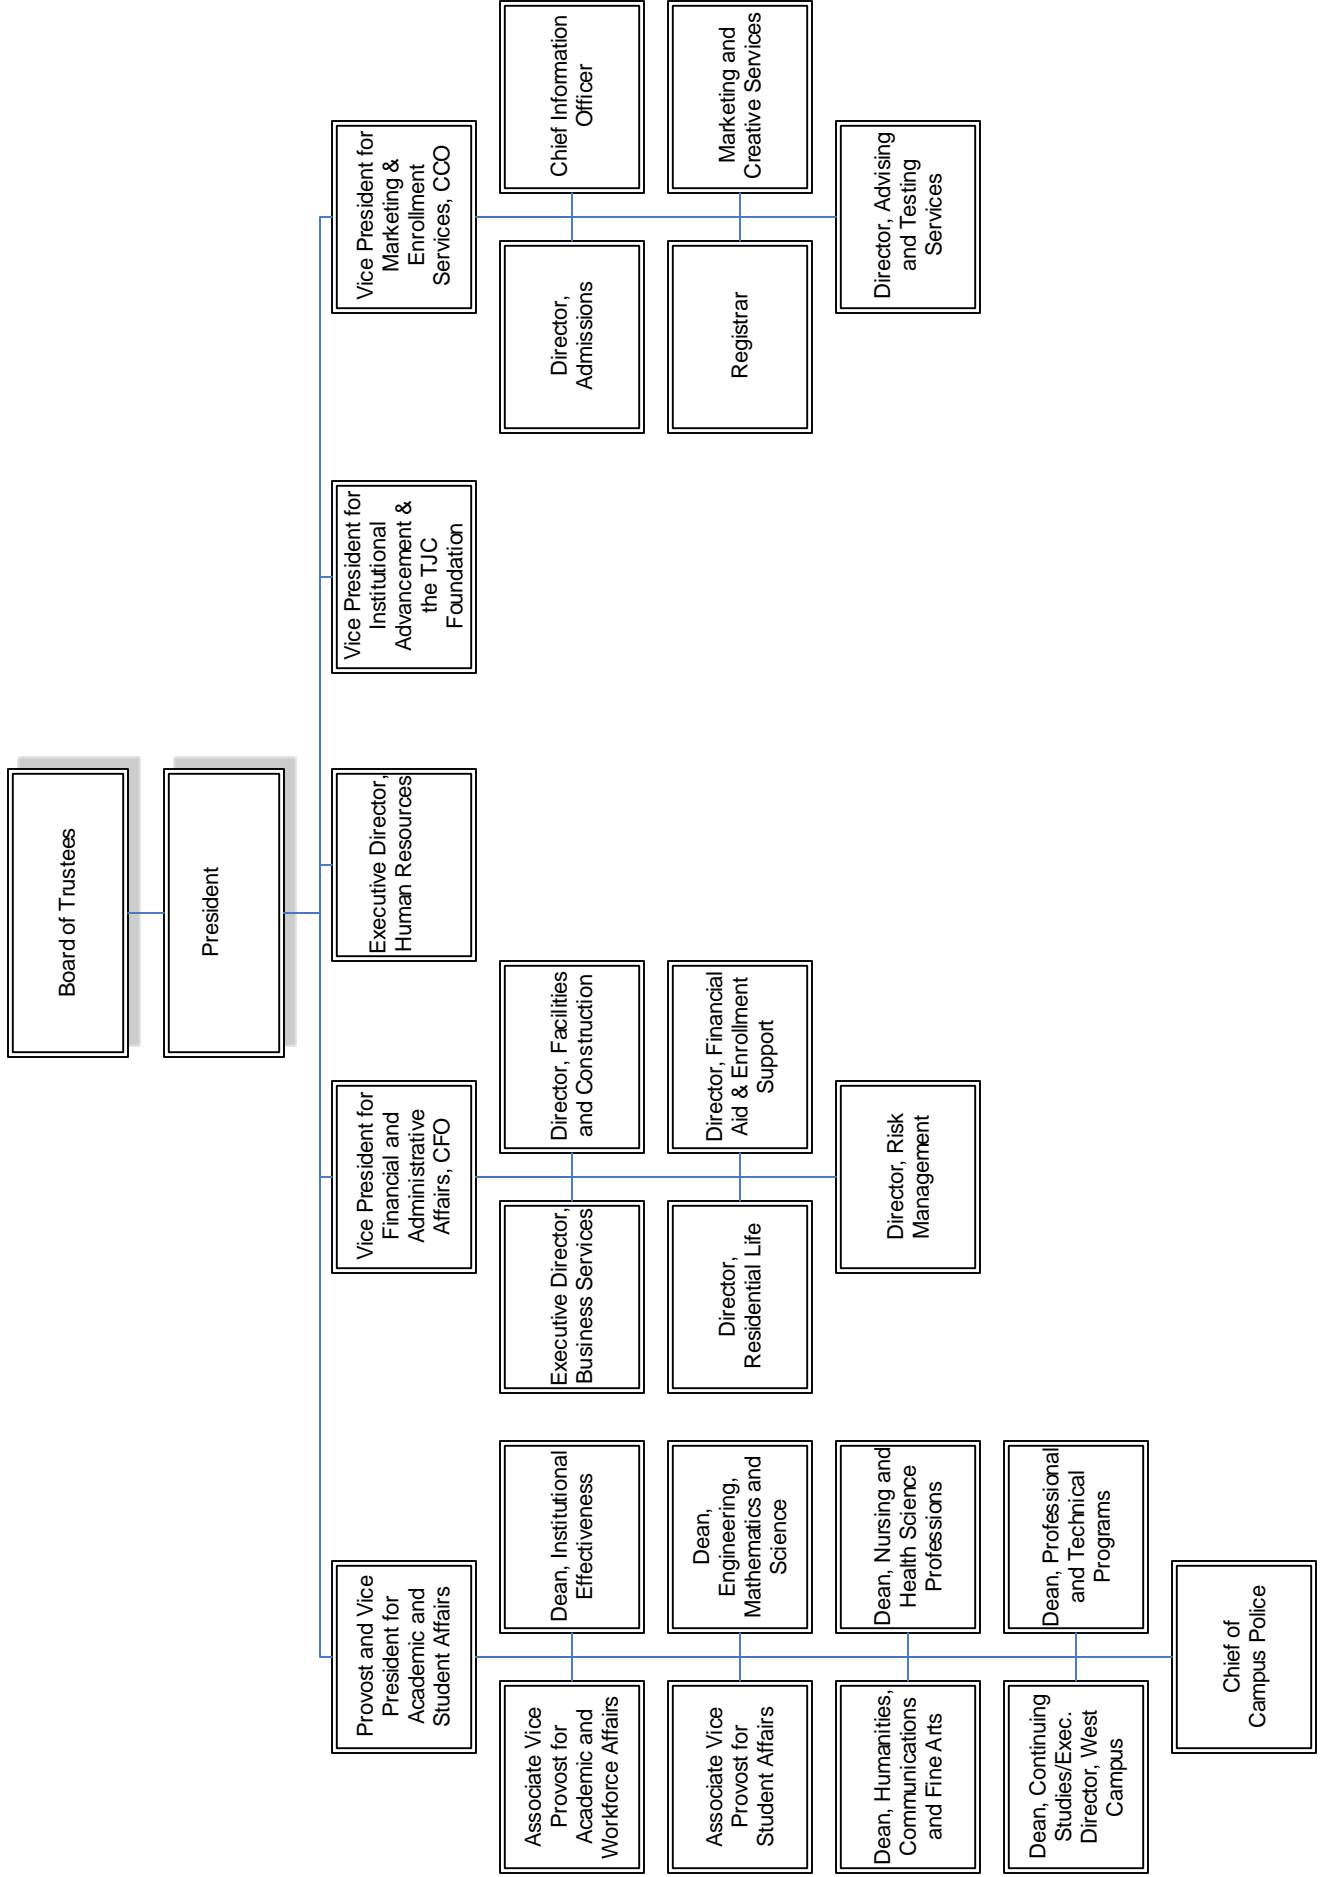 Board of Trustees
President
Provost and Vice
President for
Academic and
Student Affairs
Vice President for
Financial and
Administrative
Affairs, CFO
Executive Director,
Human Resources
Vice President for
Institutional
Advancement &
the TJC
Foundation
Vice President for
Marketing &
Enrollment
Services, CCO
Associate Vice
Provost for
Academic and
Workforce Affairs
Dean, Institutional
Effectiveness
Executive Director,
Business Services
Director, Facilities
and Construction
Director,
Admissions
Chief Information
Officer
Associate Vice
Provost for
Student Affairs
Dean,
Engineering,
Mathematics and
Science
Director,
Residential Life
Director, Financial
Aid & Enrollment
Support
Registrar
Marketing and
Creative Services
Dean, Humanities,
Communications
and Fine Arts
Dean, Nursing and
Health Science
Professions
Director, Risk
Management
Director, Advising
and Testing
Services
Dean, Continuing
Studies/Exec.
Director, West
Campus
Dean, Professional
and Technical
Programs
Chief of
Campus Police